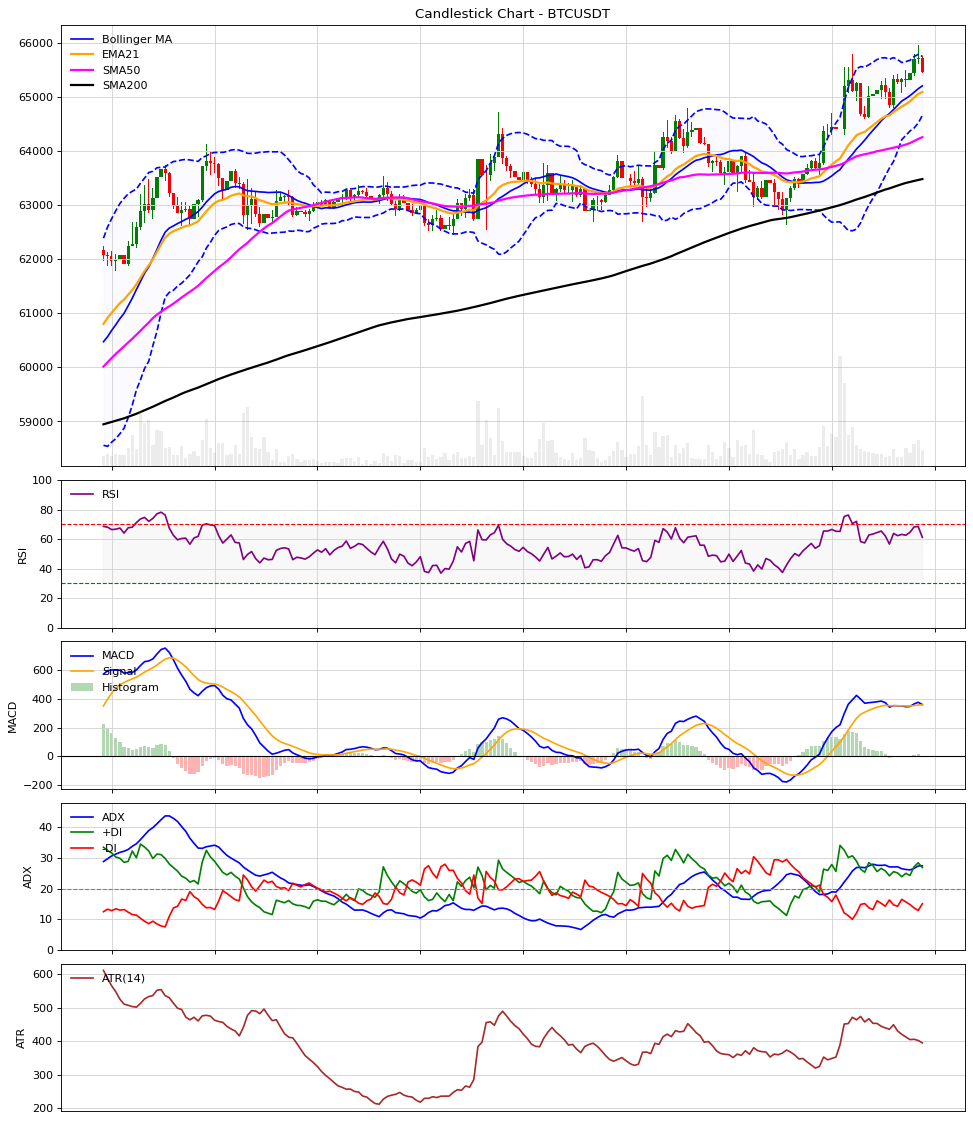 Candlestick Chart - BTCUSDT
66000
65000
64000
63000
62000
61000
60000
59000
Bollinger MA
EMA21
SMA50
SMA200
100
80
60
40
20
0
RSI
RSI
600
400
200
0
−200
MACD
MACD
Signal
Histogram
40
30
20
10
0
ADX
ADX
+DI
-DI
600
500
400
300
200
ATR
ATR(14)